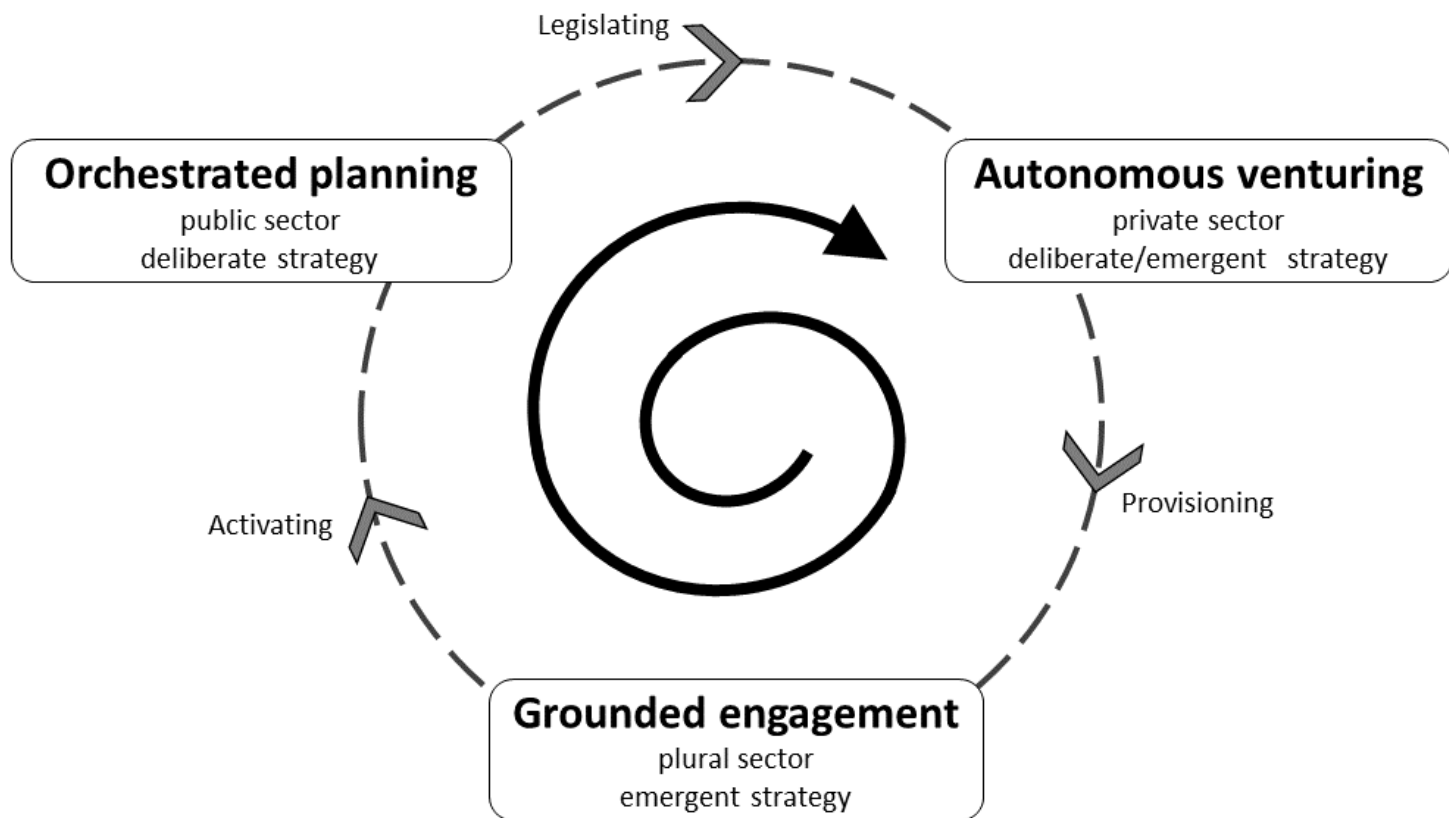 Legislating
Orchestrated planning
public sector
deliberate strategy
Autonomous venturing
private sector
deliberate/emergent strategy
Activating
Provisioning
Grounded engagement
plural sector
emergent strategy